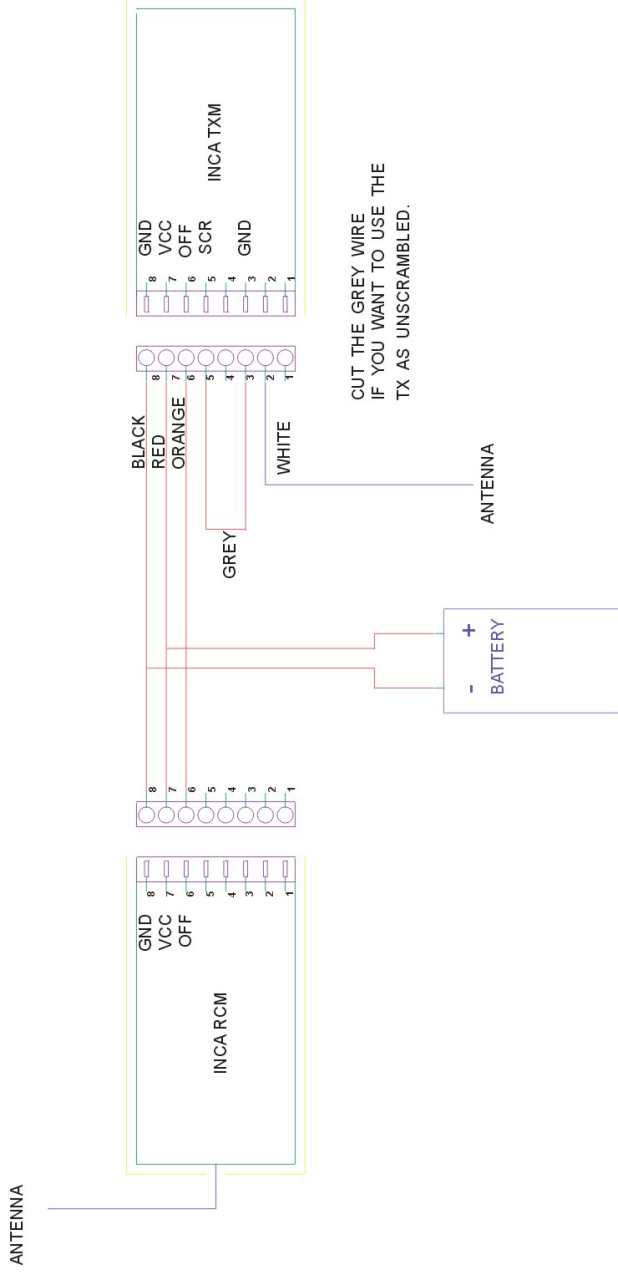 INCA TXM
GND
VCC
OFF
SCR
GND
8
7
6
5
4
3
2
1
8
7
6
5
4
3
2
1
BLACK
RED
ORANGE
GREY
WHITE
CUT THE GREY WIRE
IF YOU WANT TO USE THE
TX AS UNSCRAMBLED.
ANTENNA
+
-
BATTERY
8
7
6
5
4
3
2
1
8
7
6
5
4
3
2
1
GND
VCC
OFF
INCA RCM
ANTENNA